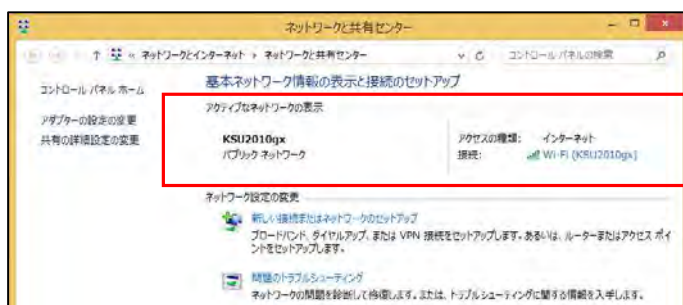 ネットワークと共有センター
↑ « ネットワークとインターネット › ネットワークと共有センター
コントロール パネルの検索
コントロール パネル ホーム
アダプターの設定の変更
共有の詳細設定の変更
基本ネットワーク情報の表示と接続のセットアップ
アクティブなネットワークの表示
KSU2010gx
パブリック ネットワーク
アクセスの種類: インターネット
接続: Wi-Fi (KSU2010gx)
ネットワーク設定の変更
新しい接続またはネットワークのセットアップ
ブロードバンド、ダイヤルアップ、または VPN 接続をセットアップします。あるいは、ルーターまたはアクセス ポイ
ントをセットアップします。
問題のトラブルシューティング
ネットワークの問題を診断して修復します。または、トラブルシューティングに関する情報を入手します。